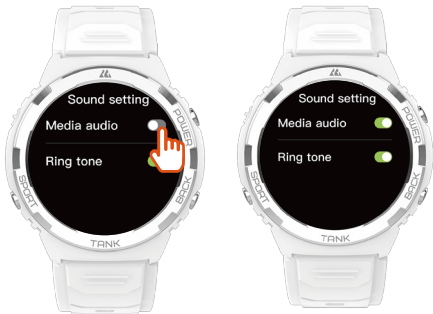 Sound setting
Media audio
Ring tone
POWER
SPORT
BACK
TANK
Sound setting
Media audio
Ring tone
POWER
SPORT
BACK
TANK